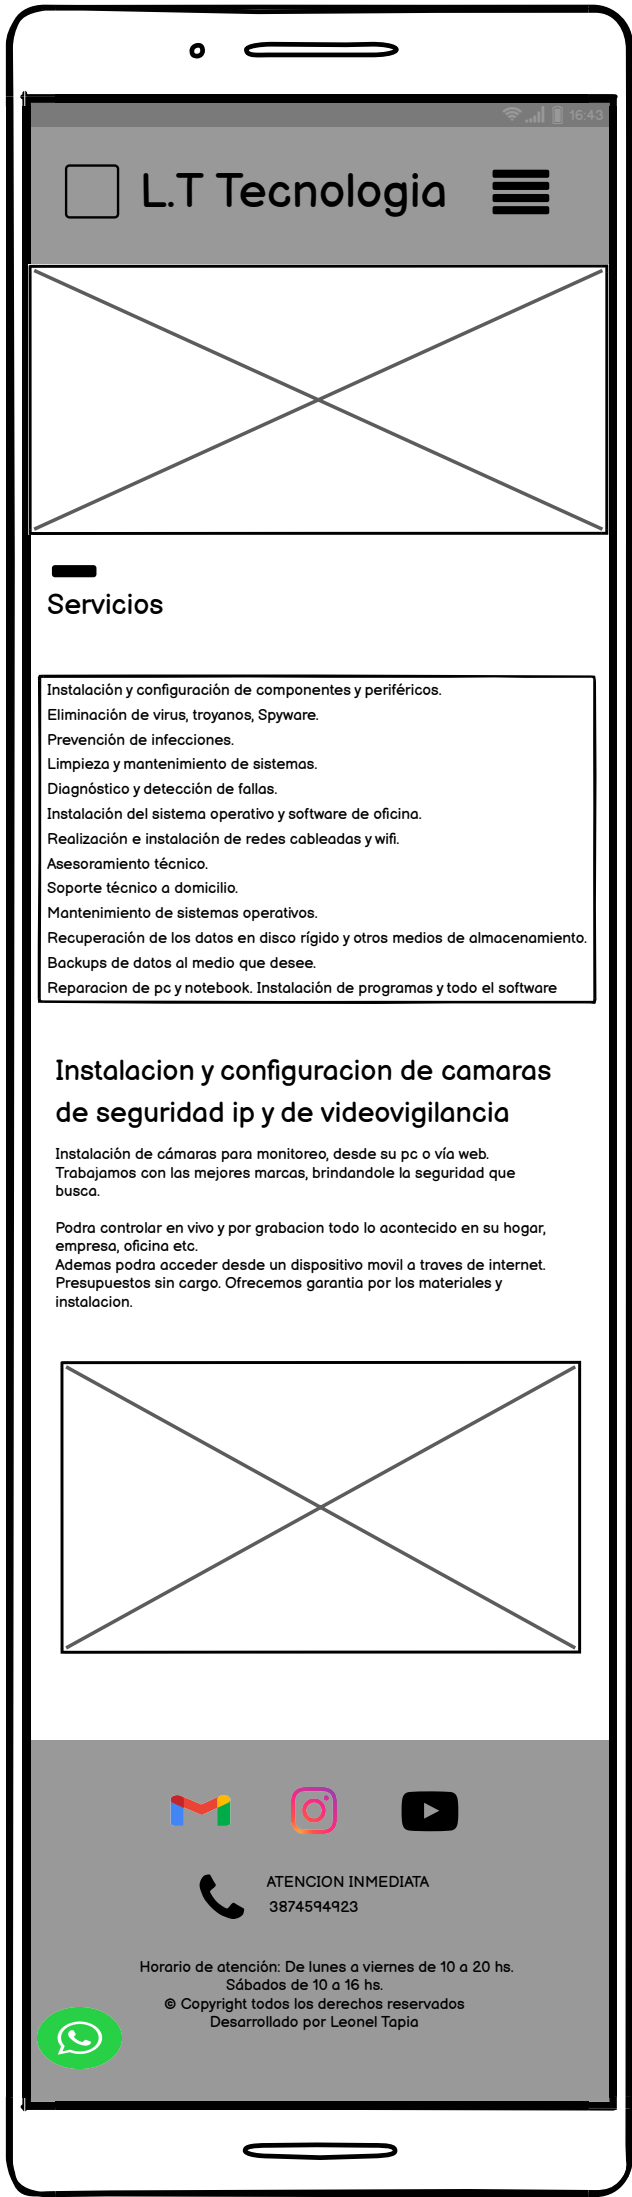 16:43
L.T Tecnologia
Servicios
Instalación y configuración de componentes y periféricos.
Eliminación de virus, troyanos, Spyware.
Prevención de infecciones.
Limpieza y mantenimiento de sistemas.
Diagnóstico y detección de fallas.
Instalación del sistema operativo y software de oficina.
Realización e instalación de redes cableadas y wifi.
Asesoramiento técnico.
Soporte técnico a domicilio.
Mantenimiento de sistemas operativos.
Recuperación de los datos en disco rígido y otros medios de almacenamiento.
Backups de datos al medio que desee.
Reparacion de pc y notebook. Instalación de programas y todo el software
Instalacion y configuracion de camaras
de seguridad ip y de videovigilancia
Instalación de cámaras para monitoreo, desde su pc o vía web.
Trabajamos con las mejores marcas, brindandole la seguridad que
busca.
Podra controlar en vivo y por grabacion todo lo acontecido en su hogar,
empresa, oficina etc.
Ademas podra acceder desde un dispositivo movil a traves de internet.
Presupuestos sin cargo. Ofrecemos garantia por los materiales y
instalacion.
ATENCION INMEDIATA
3874594923
Horario de atención: De lunes a viernes de 10 a 20 hs.
Sábados de 10 a 16 hs.
© Copyright todos los derechos reservados
Desarrollado por Leonel Tapia